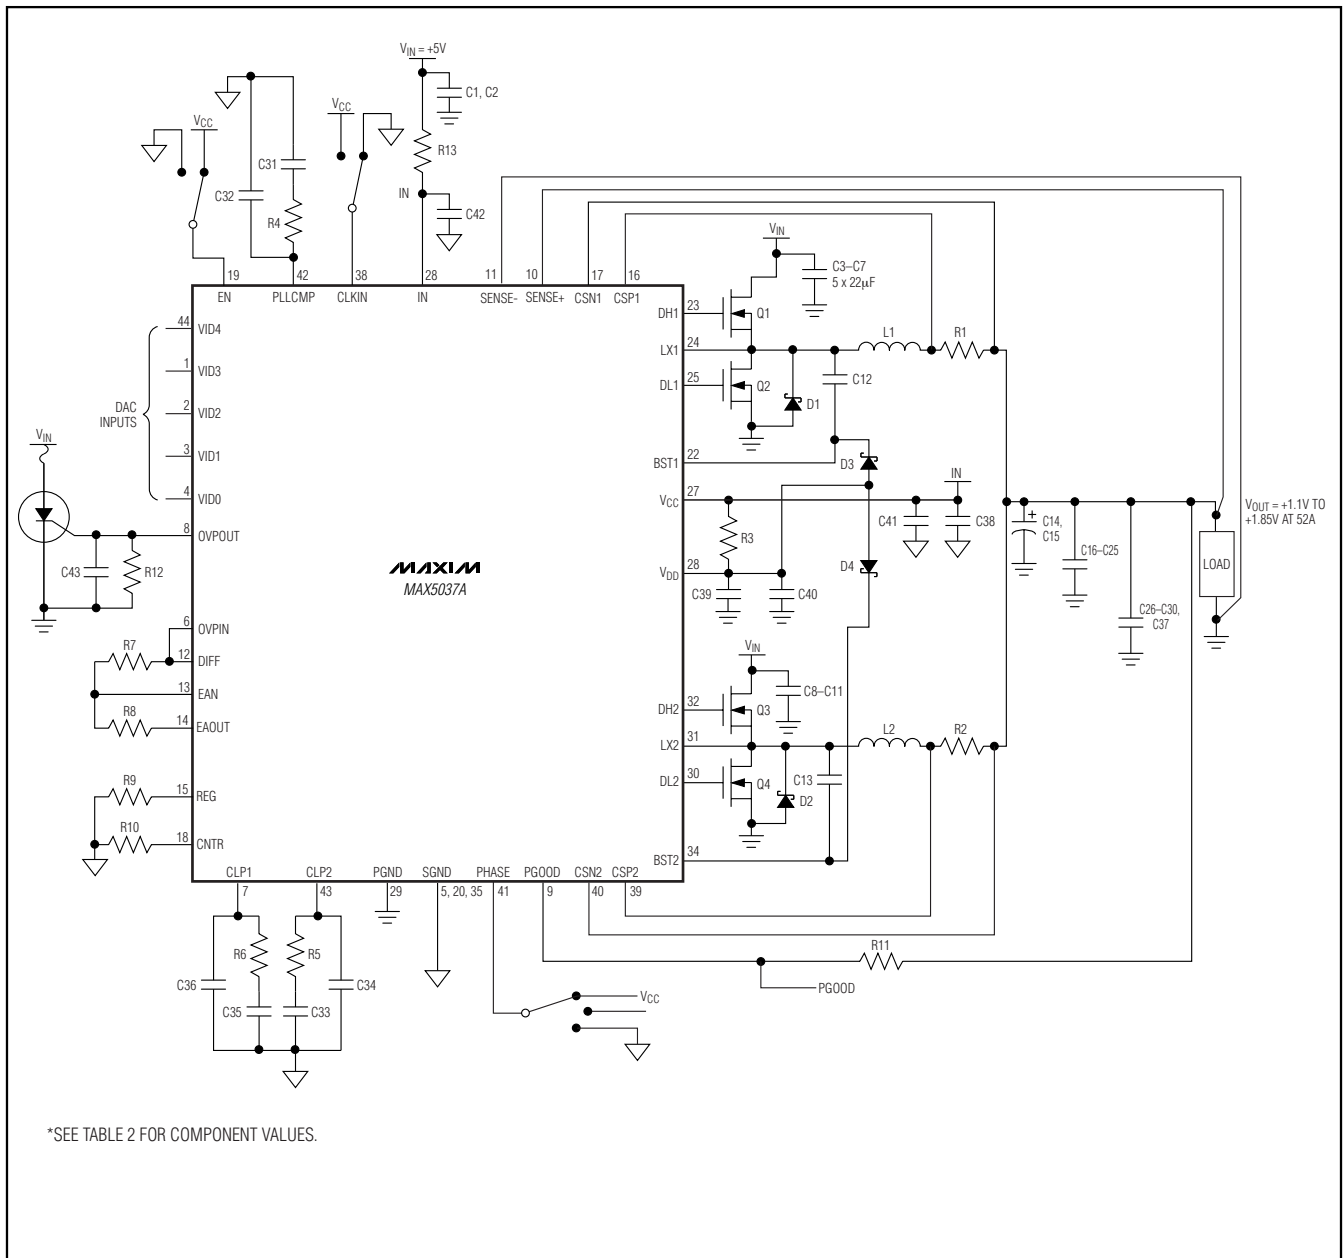 VIN = +5V
C1, C2
VCC
VCC
C31
R13
C32
R4
IN
C42
VIN
C3–C7
5 x 22µF
19
42
38
28
11
10
17
16
EN
PLLCMP
CLKIN
IN
SENSE-
SENSE+
CSN1
CSP1
DH1
23
Q1
44
VID4
LX1
24
L1
R1
1
VID3
DL1
25
Q2
C12
D1
DAC
INPUTS
2
VID2
VIN
3
VID1
BST1
22
D3
IN
4
VID0
VCC
27
VOUT = +1.1V TO
+1.85V AT 52A
8
OVPOUT
R3
C41
C38
C14,
C15
C16–C25
LOAD
C43
R12
MAXIM
MAX5037A
VDD
28
D4
C39
C40
C26–C30,
C37
6
OVPIN
R7
12
DIFF
VIN
13
EAN
C8–C11
R8
14
EAOUT
DH2
32
Q3
LX2
31
L2
R2
R9
15
REG
DL2
30
Q4
C13
D2
R10
18
CNTR
BST2
34
CLP1
CLP2
PGND
SGND
PHASE
PGOOD
CSN2
CSP2
7
43
29
5, 20, 35
41
9
40
39
R6
R5
R11
C36
C34
PGOOD
C35
C33
VCC
*SEE TABLE 2 FOR COMPONENT VALUES.